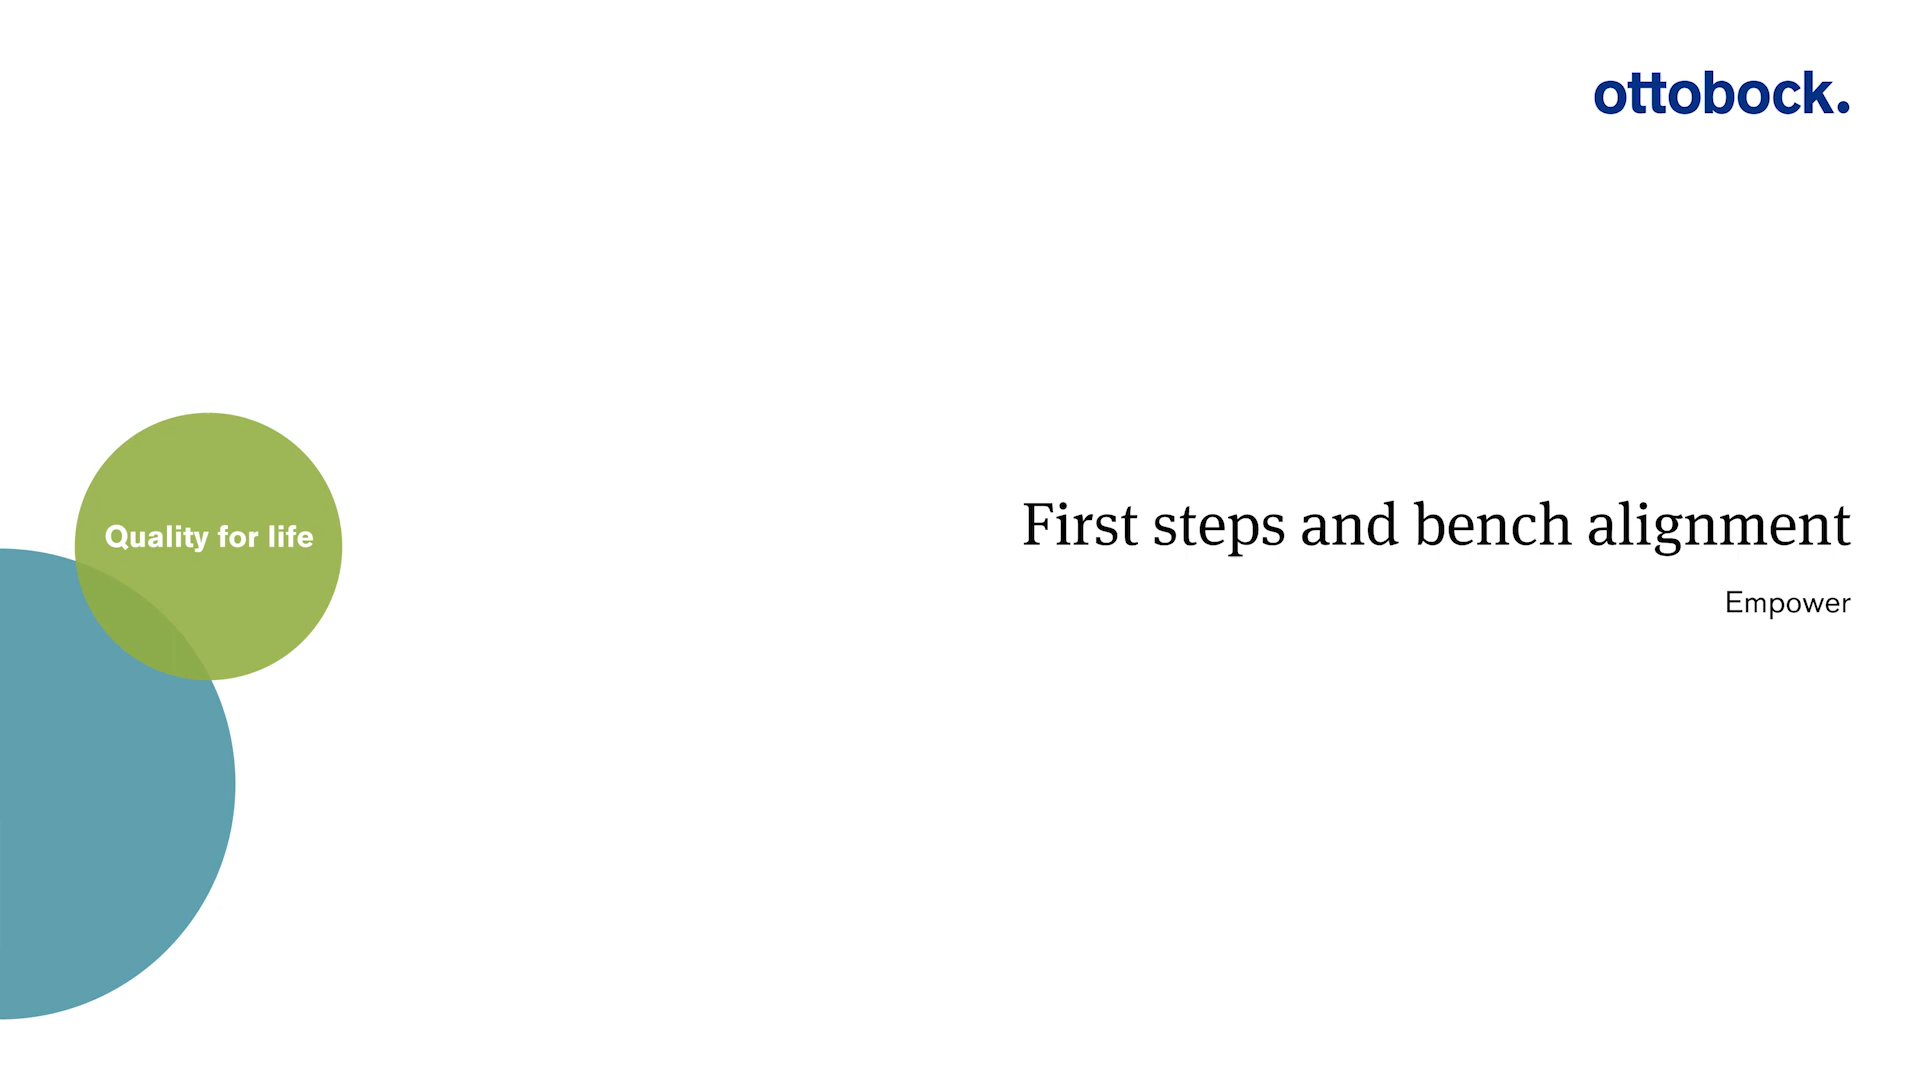 ottobock.
Quality for life
First steps and bench alignment
Empower